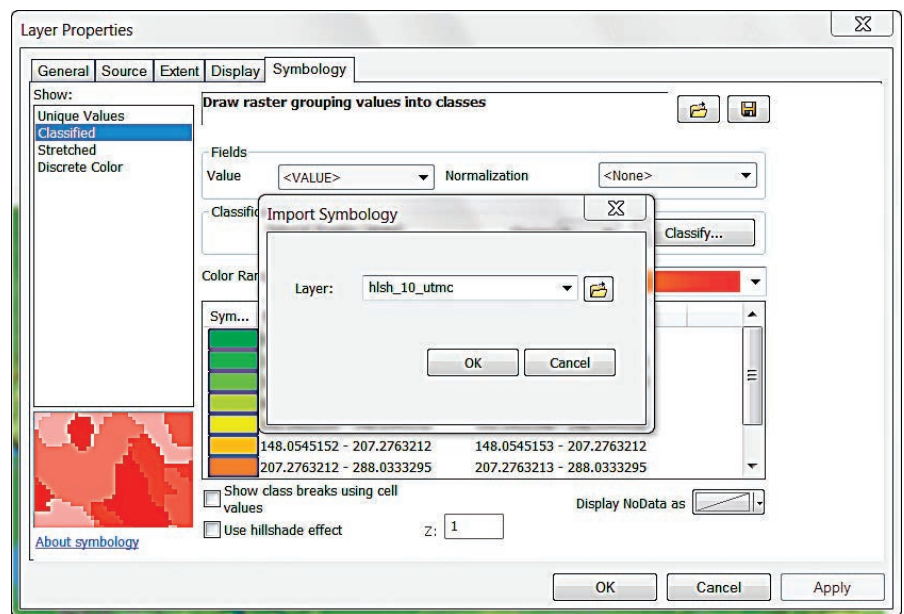 Layer Properties
General Source Extent Display Symbology
Show:
Unique Values
Classified
Stretched
Discrete Color
Draw raster grouping values into classes
Fields
Value <VALUE> Normalization <None>
Classify...
Import Symbology
Layer: hlsh_10_utmc
OK Cancel
Color
Sym...
148.0545152 - 207.2763212 148.0545153 - 207.2763212
207.2763212 - 288.0333295 207.2763213 - 288.0333295
Show class breaks using cell
values
Display NoData as
Use hillshade effect Z: 1
About symbology
OK Cancel Apply